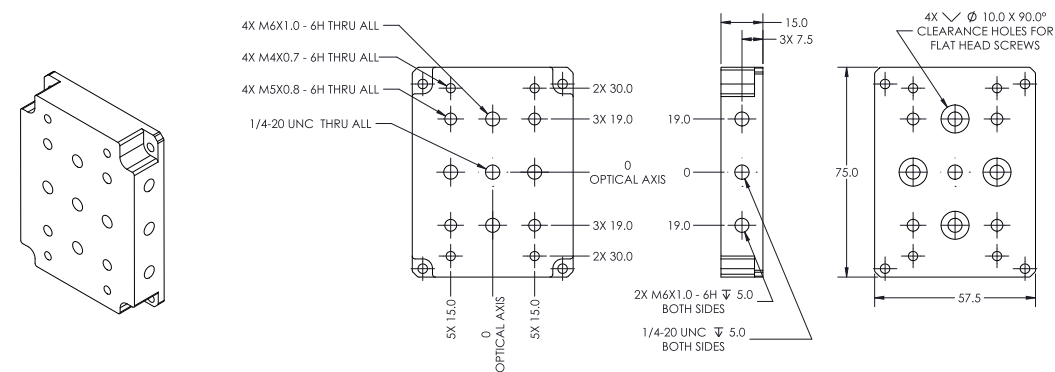 4X M6X1.0 - 6H THRU ALL
4X M4X0.7 - 6H THRU ALL
4X M5X0.8 - 6H THRU ALL
1/4-20 UNC THRU ALL
2X 30.0
3X 19.0
0
OPTICAL AXIS
3X 19.0
2X 30.0
5X 15.0
0
OPTICAL AXIS
5X 15.0
15.0
3X 7.5
19.0
0
19.0
2X M6X1.0 - 6H ↧ 5.0
BOTH SIDES
1/4-20 UNC ↧ 5.0
BOTH SIDES
4X ⌵ Ø 10.0 X 90.0°
CLEARANCE HOLES FOR
FLAT HEAD SCREWS
75.0
57.5